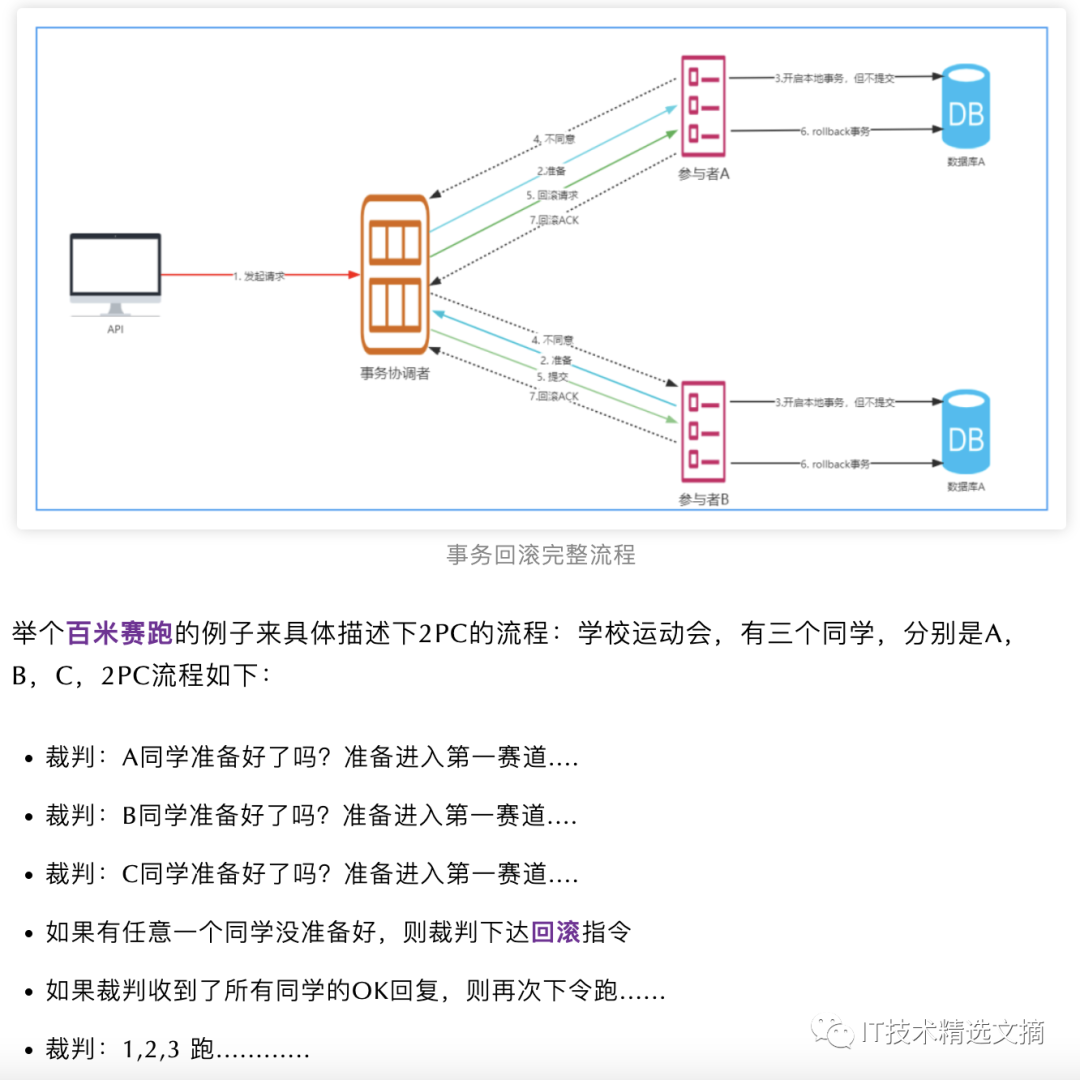 3.开启本地事务，但不提交
DB
4, 不同意
6. rollback事务
数据库A
2.准备
参与者A
5. 回滚请求
7.回滚ACK
1. 发起请求
API
4. 不同意
2. 准备
事务协调者
5. 提交
7.回滚ACK
3.开启本地事务，但不提交
DB
6. rollback事务
数据库A
参与者B
事务回滚完整流程
举个百米赛跑的例子来具体描述下2PC的流程：学校运动会，有三个同学，分别是A，
B，C，2PC流程如下：
• 裁判：A同学准备好了吗？准备进入第一赛道....
• 裁判：B同学准备好了吗？准备进入第一赛道....
• 裁判：C同学准备好了吗？准备进入第一赛道....
• 如果有任意一个同学没准备好，则裁判下达回滚指令
• 如果裁判收到了所有同学的OK回复，则再次下令跑......
• 裁判：1,2,3 跑............
IT技术精选文摘